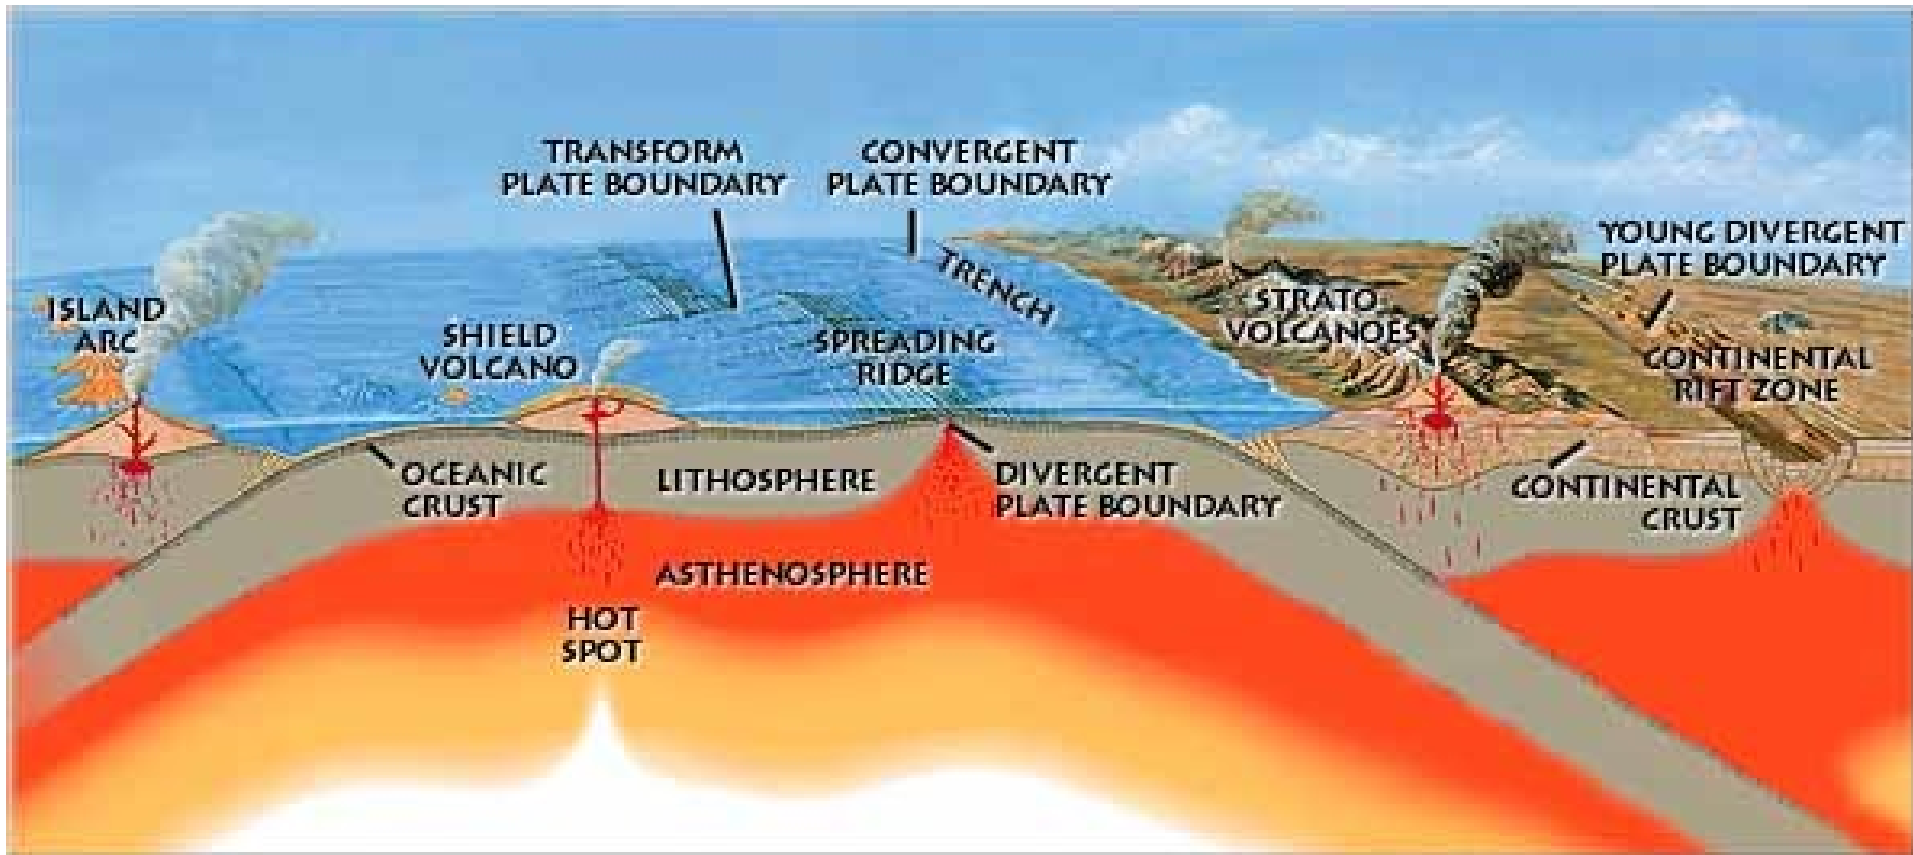 TRANSFORM
PLATE BOUNDARY
CONVERGENT
PLATE BOUNDARY
YOUNG DIVERGENT
PLATE BOUNDARY
TRENCH
ISLAND
ARC
SHIELD
VOLCANO
SPREADING
RIDGE
STRATO
VOLCANOES
CONTINENTAL
RIFT ZONE
OCEANIC
CRUST
LITHOSPHERE
DIVERGENT
PLATE BOUNDARY
CONTINENTAL
CRUST
ASTHENOSPHERE
HOT
SPOT